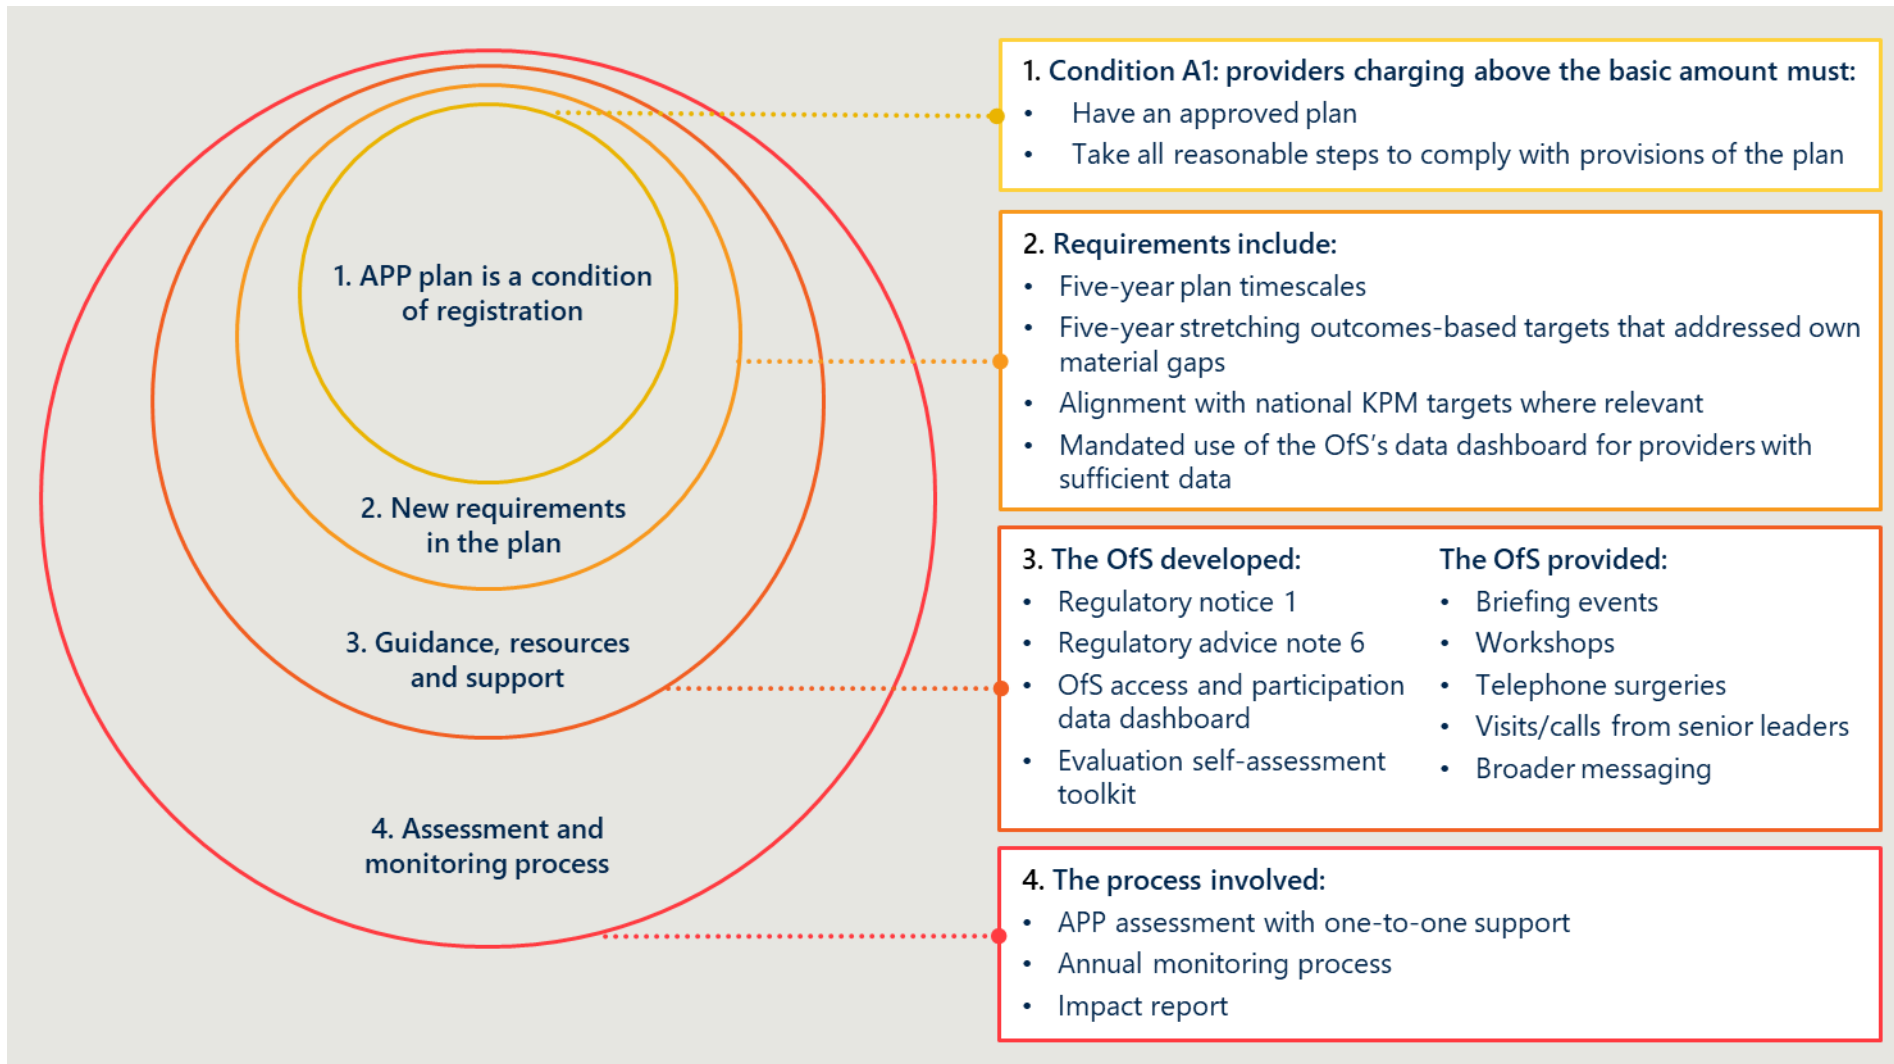 1. APP plan is a condition
of registration
2. New requirements
in the plan
3. Guidance, resources
and support
4. Assessment and
monitoring process
1. Condition A1: providers charging above the basic amount must:
• Have an approved plan
• Take all reasonable steps to comply with provisions of the plan
2. Requirements include:
• Five-year plan timescales
• Five-year stretching outcomes-based targets that addressed own
material gaps
• Alignment with national KPM targets where relevant
• Mandated use of the OfS’s data dashboard for providers with
sufficient data
3. The OfS developed:
• Regulatory notice 1
• Regulatory advice note 6
• OfS access and participation
data dashboard
• Evaluation self-assessment
toolkit
The OfS provided:
• Briefing events
• Workshops
• Telephone surgeries
• Visits/calls from senior leaders
• Broader messaging
4. The process involved:
• APP assessment with one-to-one support
• Annual monitoring process
• Impact report